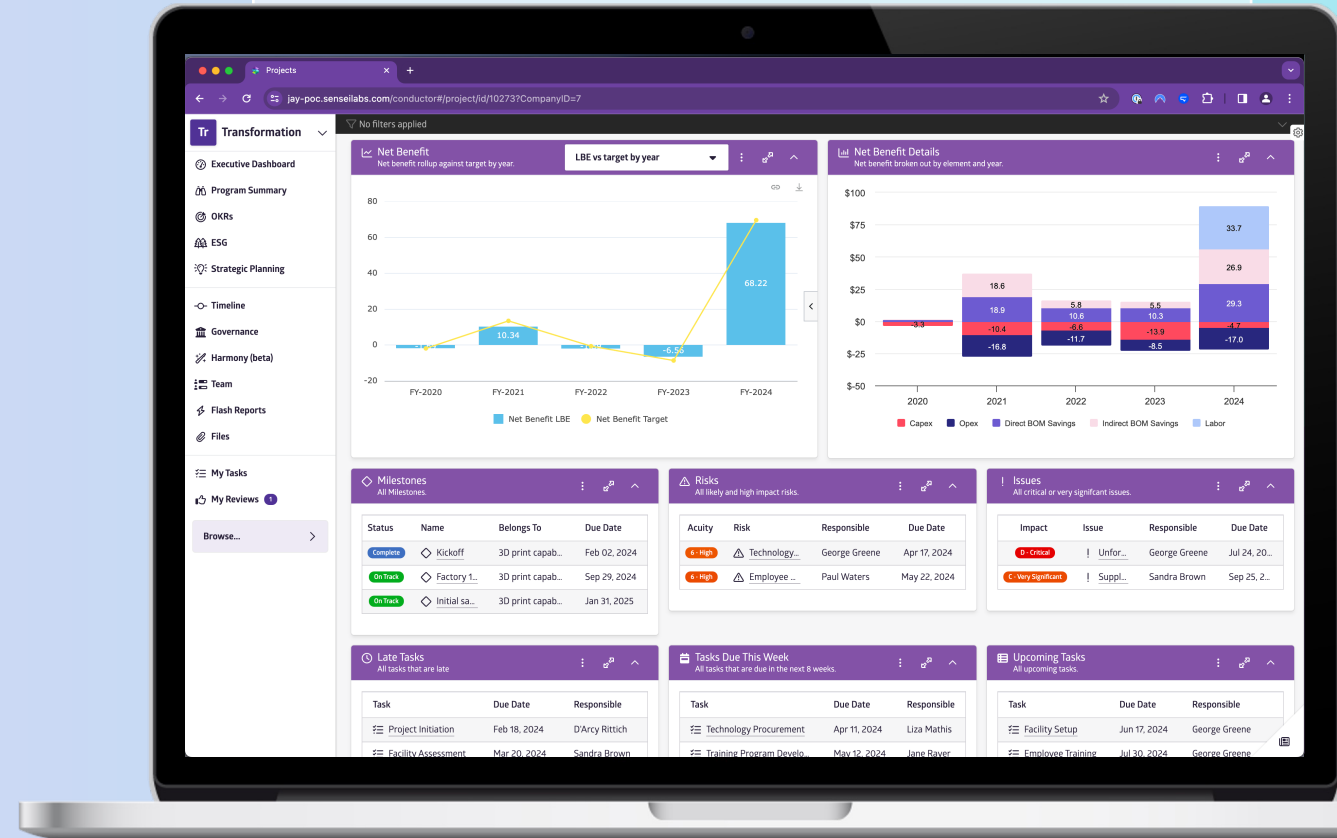 Projects
jay-poc.senseilabs.com/conductor#/project/id/10273?CompanyID=7
Tr Transformation
No filters applied
Executive Dashboard
Program Summary
OKRs
ESG
Strategic Planning
Timeline
Governance
Harmony (beta)
Team
Flash Reports
Files
My Tasks
My Reviews 1
Browse...
Net Benefit
Net benefit rollup against target by year.
LBE vs target by year
80
60
40
20
0
-20
10.34
-6.56
68.22
FY-2020 FY-2021 FY-2022 FY-2023 FY-2024
Net Benefit LBE Net Benefit Target
Net Benefit Details
Net benefit broken out by element and year.
$100
$75
$50
$25
$0
$-25
$-50
-3.3
18.6
18.9
-10.4
-16.8
5.8
10.6
-6.6
-11.7
5.5
10.3
-13.9
-8.5
33.7
26.9
29.3
-4.7
-17.0
2020 2021 2022 2023 2024
Capex Opex Direct BOM Savings Indirect BOM Savings Labor
Milestones
All Milestones.
Status Name Belongs To Due Date
Complete Kickoff 3D print capab... Feb 02, 2024
On Track Factory 1... 3D print capab... Sep 29, 2024
On Track Initial sa... 3D print capab... Jan 31, 2025
Risks
All likely and high impact risks.
Acuity Risk Responsible Due Date
6 - High Technology... George Greene Apr 17, 2024
6 - High Employee ... Paul Waters May 22, 2024
! Issues
All critical or very signifcant issues.
Impact Issue Responsible Due Date
D - Critical ! Unfor... George Greene Jul 24, 20...
C - Very Significant ! Suppl... Sandra Brown Sep 25, 2...
Late Tasks
All tasks that are late
Task Due Date Responsible
Project Initiation Feb 18, 2024 D'Arcy Rittich
Facility Assessment Mar 20, 2024 Sandra Brown
Tasks Due This Week
All tasks that are due in the next 8 weeks.
Task Due Date Responsible
Technology Procurement Apr 11, 2024 Liza Mathis
Training Program Develo... May 12, 2024 Jane Raver
Upcoming Tasks
All upcoming tasks.
Task Due Date Responsible
Facility Setup Jun 17, 2024 George Greene
Employee Training Jul 30, 2024 George Greene